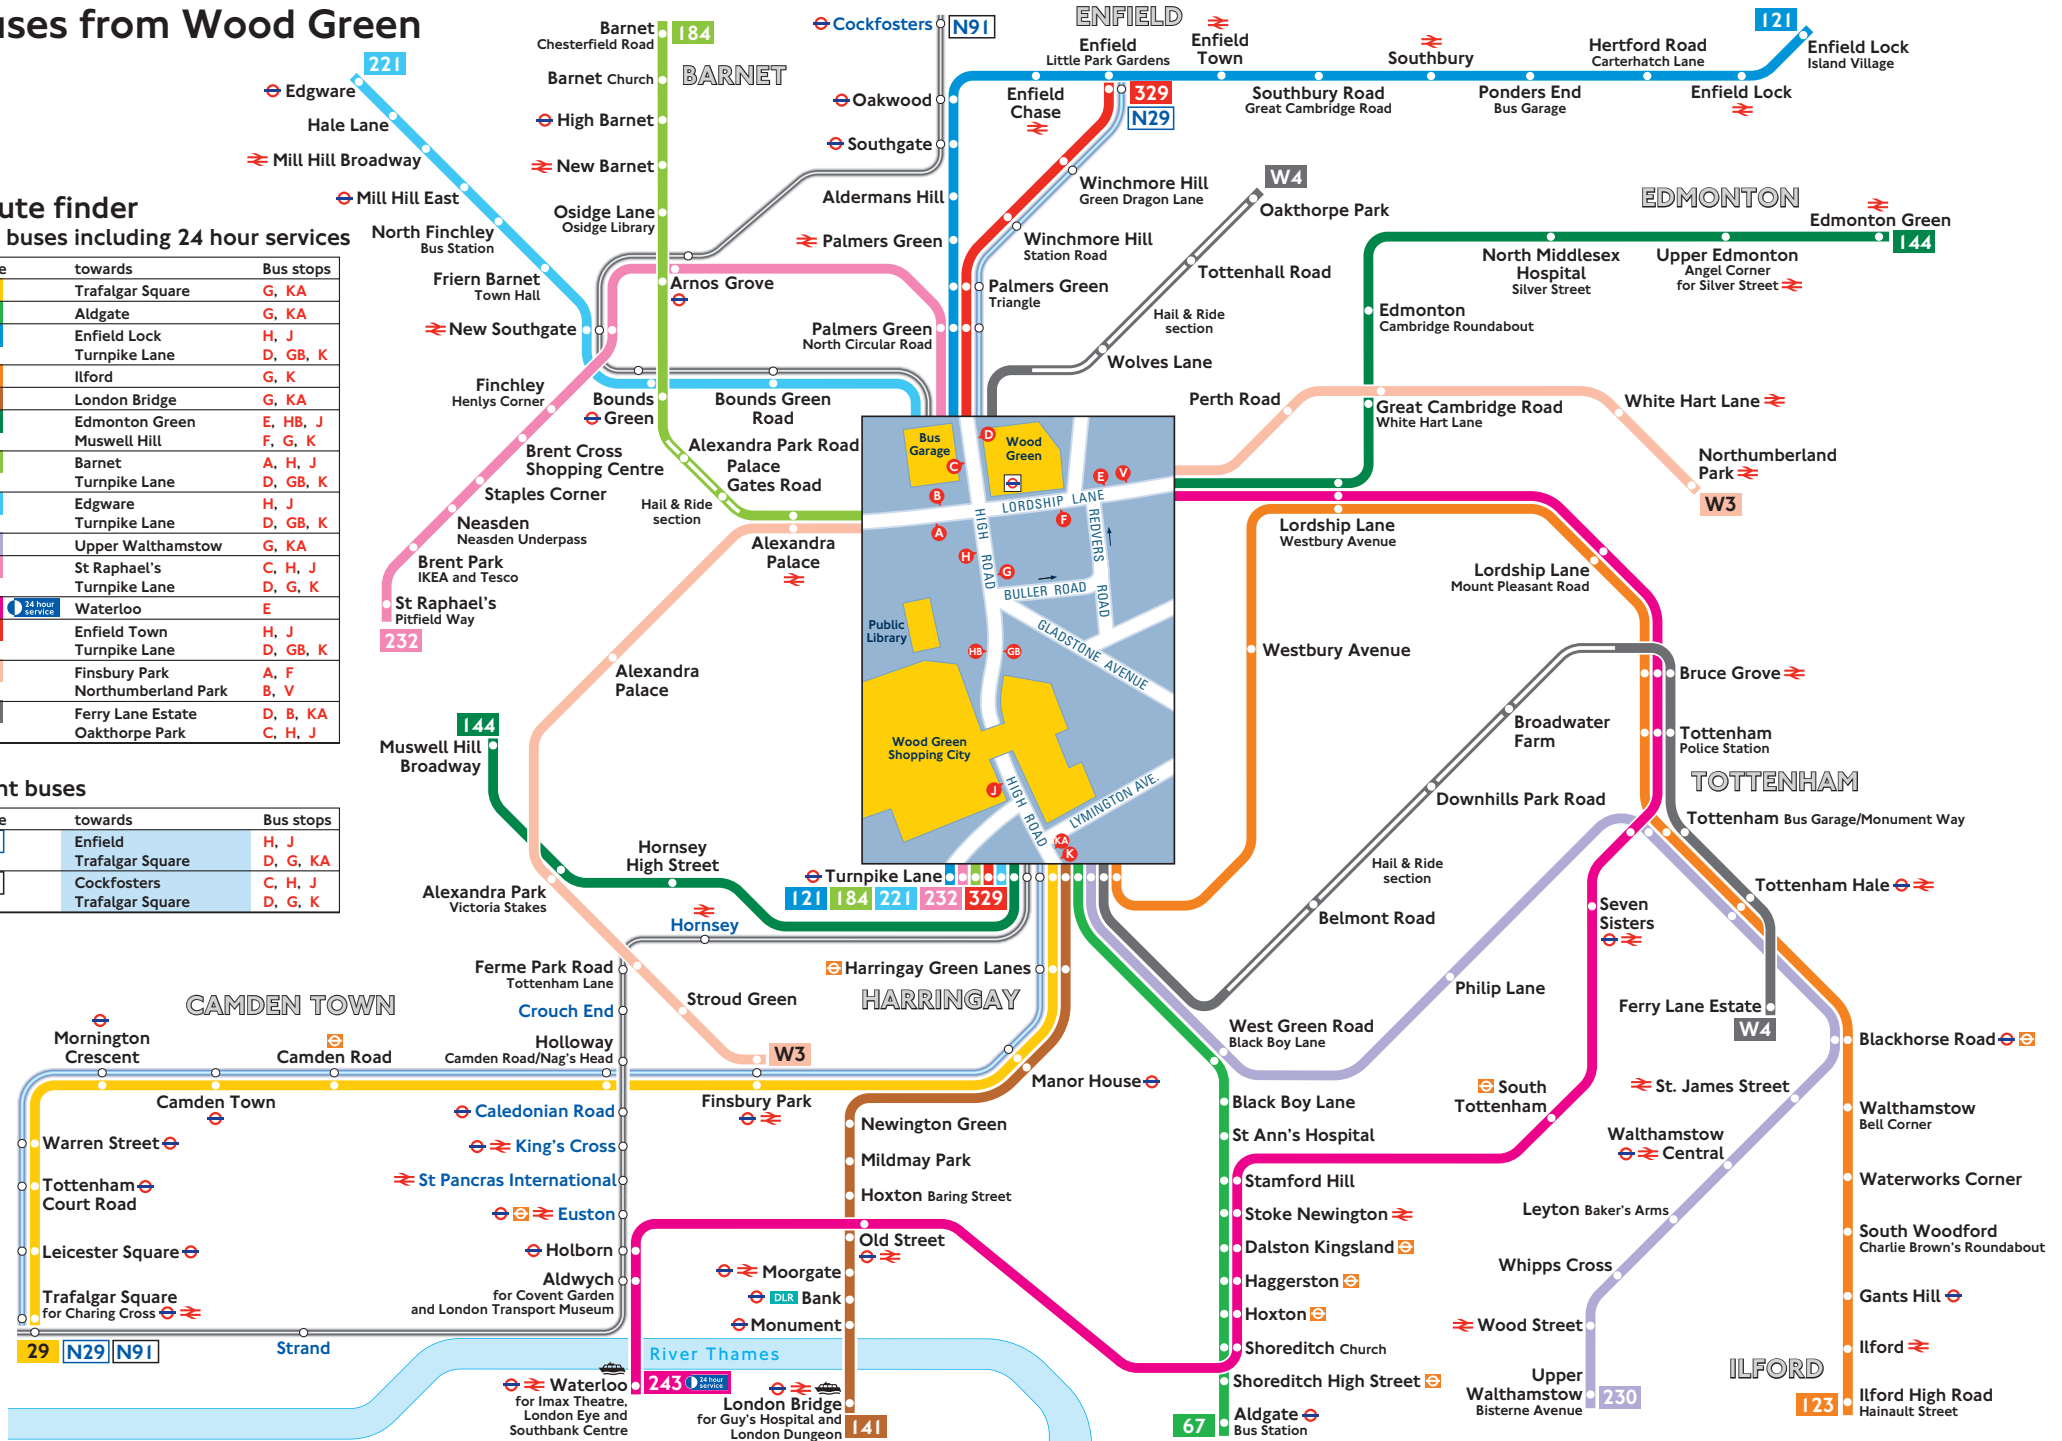 uses from Wood Green
ute finder
buses including 24 hour services
e towards Bus stops
Trafalgar Square G, KA
Aldgate G, KA
Enfield Lock H, J
Turnpike Lane D, GB, K
Ilford G, K
London Bridge G, KA
Edmonton Green E, HB, J
Muswell Hill F, G, K
Barnet A, H, J
Turnpike Lane D, GB, K
Edgware H, J
Turnpike Lane D, GB, K
Upper Walthamstow G, KA
St Raphael's C, H, J
Turnpike Lane D, G, K
24 hour
service
Waterloo E
Enfield Town H, J
Turnpike Lane D, GB, K
Finsbury Park A, F
Northumberland Park B, V
Ferry Lane Estate D, B, KA
Oakthorpe Park C, H, J
nt buses
e towards Bus stops
Enfield H, J
Trafalgar Square D, G, KA
Cockfosters C, H, J
Trafalgar Square D, G, K
221
Edgware
Hale Lane
Mill Hill Broadway
Mill Hill East
North Finchley
Bus Station
Friern Barnet
Town Hall
New Southgate
Finchley
Henlys Corner
Brent Cross
Shopping Centre
Staples Corner
Neasden
Neasden Underpass
Brent Park
IKEA and Tesco
St Raphael's
Pitfield Way
232
Barnet
Chesterfield Road
184
BARNET
Barnet Church
High Barnet
New Barnet
Osidge Lane
Osidge Library
Arnos Grove
Bounds
Green
Bounds Green
Road
Alexandra Park Road
Palace
Gates Road
Hail & Ride
section
Alexandra
Palace
Alexandra
Palace
Cockfosters
N91
Oakwood
Southgate
Aldermans Hill
Palmers Green
Palmers Green
North Circular Road
ENFIELD
Enfield
Little Park Gardens
Enfield
Town
Southbury
Hertford Road
Carterhatch Lane
121
Enfield Lock
Island Village
Enfield
Chase
329
N29
Southbury Road
Great Cambridge Road
Ponders End
Bus Garage
Enfield Lock
Winchmore Hill
Green Dragon Lane
Winchmore Hill
Station Road
Palmers Green
Triangle
W4
Oakthorpe Park
Tottenhall Road
Hail & Ride
section
Wolves Lane
EDMONTON
Edmonton Green
144
North Middlesex
Hospital
Silver Street
Upper Edmonton
Angel Corner
for Silver Street
Edmonton
Cambridge Roundabout
Perth Road
Great Cambridge Road
White Hart Lane
White Hart Lane
Northumberland
Park
W3
Lordship Lane
Westbury Avenue
Lordship Lane
Mount Pleasant Road
Westbury Avenue
Bruce Grove
Tottenham
Police Station
TOTTENHAM
Tottenham Bus Garage/Monument Way
Tottenham Hale
Broadwater
Farm
Downhills Park Road
Hail & Ride
section
Belmont Road
Seven
Sisters
Ferry Lane Estate
W4
Bus
Garage
Wood
Green
A
B
C
D
E
V
F
H
G
HB
GB
J
KA
K
LORDSHIP LANE
HIGH ROAD
REDVERS ROAD
BULLER ROAD
GLADSTONE AVENUE
Public
Library
Wood Green
Shopping City
HIGH ROAD
LYMINGTON AVE.
144
Muswell Hill
Broadway
Hornsey
High Street
Turnpike Lane
121 184 221 232 329
Hornsey
Alexandra Park
Victoria Stakes
Ferme Park Road
Tottenham Lane
Stroud Green
Crouch End
Holloway
Camden Road/Nag's Head
W3
Harringay Green Lanes
HARRINGAY
Manor House
Finsbury Park
CAMDEN TOWN
Mornington
Crescent
Camden Road
Camden Town
Warren Street
Tottenham
Court Road
Leicester Square
Trafalgar Square
for Charing Cross
29 N29 N91
Strand
Caledonian Road
King's Cross
St Pancras International
Euston
Holborn
Aldwych
for Covent Garden
and London Transport Museum
River Thames
Waterloo
for Imax Theatre,
London Eye and
Southbank Centre
243 24 hour
service
Newington Green
Mildmay Park
Hoxton Baring Street
Old Street
Moorgate
DLR Bank
Monument
London Bridge
for Guy's Hospital and
London Dungeon
141
West Green Road
Black Boy Lane
Philip Lane
Black Boy Lane
St Ann's Hospital
Stamford Hill
Stoke Newington
Dalston Kingsland
Haggerston
Hoxton
Shoreditch Church
Shoreditch High Street
67
Aldgate
Bus Station
South
Tottenham
Blackhorse Road
St. James Street
Walthamstow
Central
Leyton Baker's Arms
Whipps Cross
Wood Street
Upper
Walthamstow
Bisterne Avenue
230
Walthamstow
Bell Corner
Waterworks Corner
South Woodford
Charlie Brown's Roundabout
Gants Hill
Ilford
ILFORD
123
Ilford High Road
Hainault Street